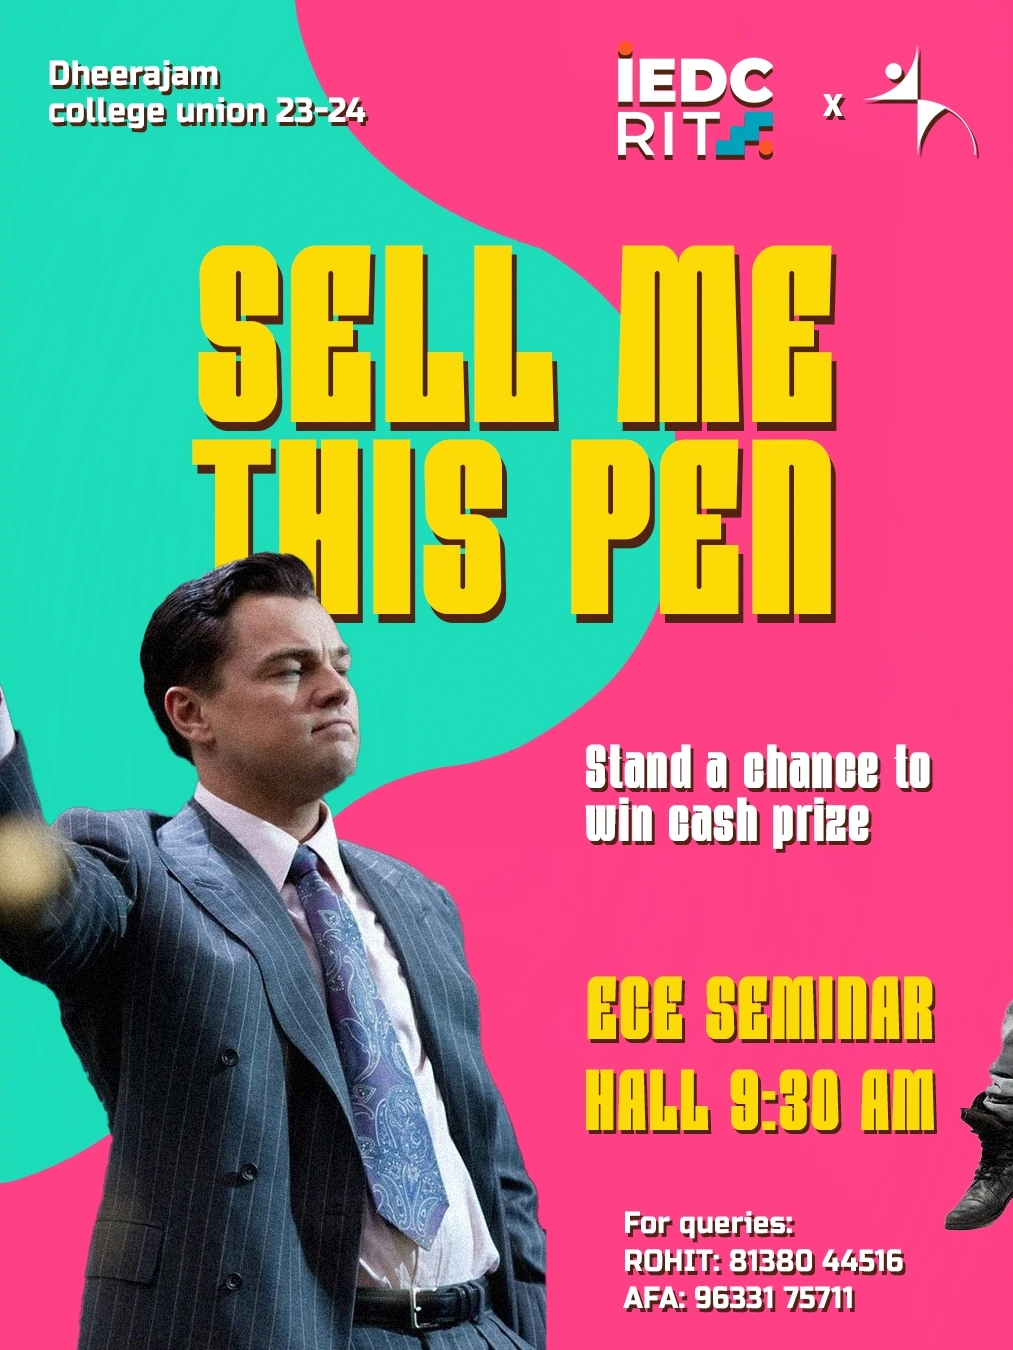 Dheerajam
college union 23-24
iEDC
RIT
x
SELL ME
THIS PEN
Stand a chance to
win cash prize
ECE SEMINAR
HALL 9:30 AM
For queries:
ROHIT: 81380 44516
AFA: 96331 75711